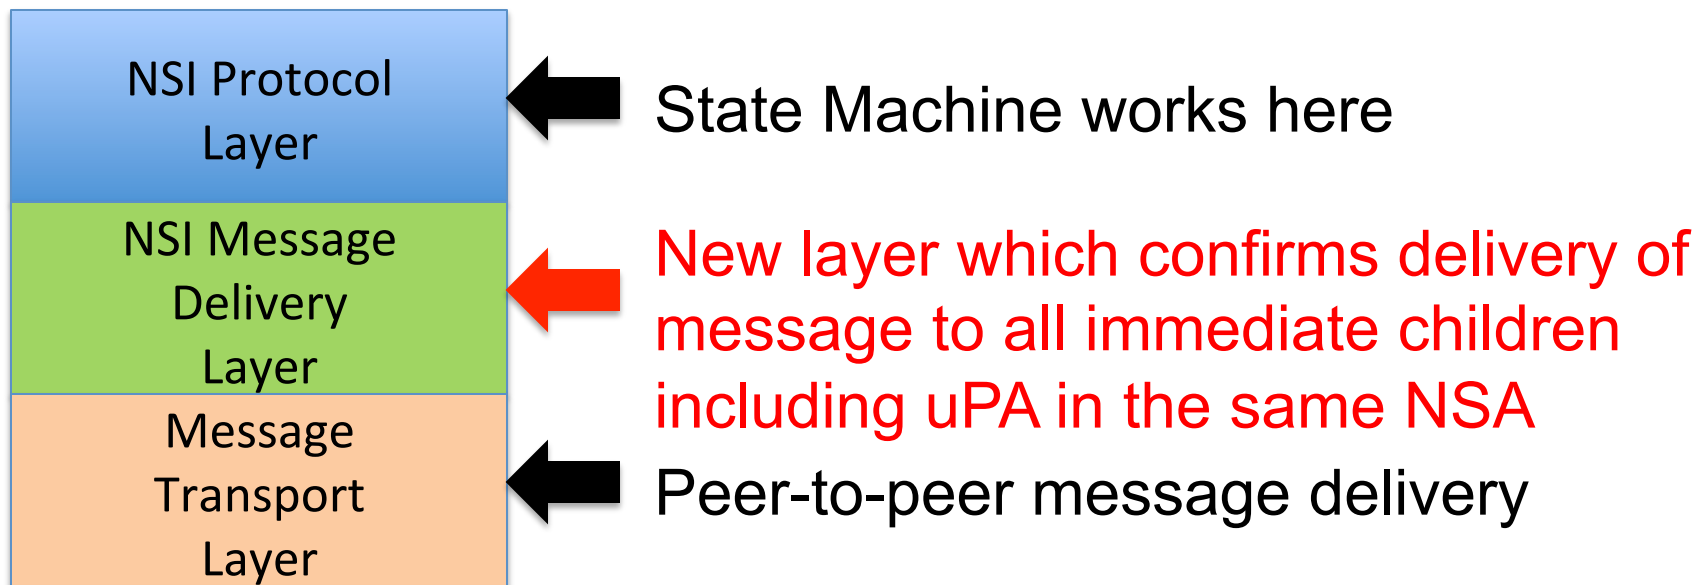 NSI Protocol
Layer
State Machine works here
NSI Message
Delivery
Layer
New layer which confirms delivery of
message to all immediate children
including uPA in the same NSA
Message
Transport
Layer
Peer-to-peer message delivery